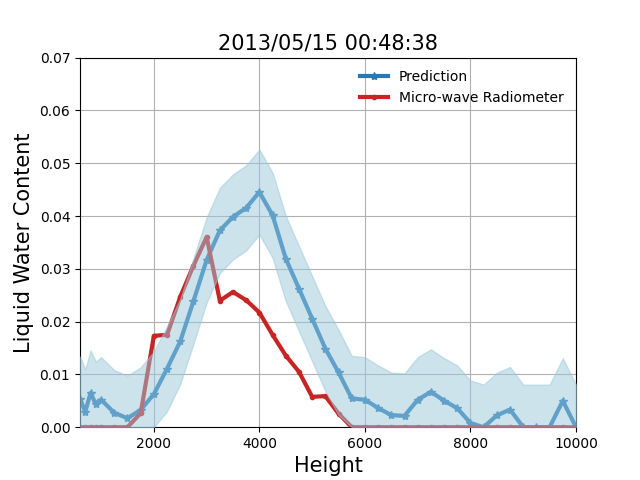 2013/05/15 00:48:38
Prediction
Micro-wave Radiometer
Liquid Water Content
0.07
0.06
0.05
0.04
0.03
0.02
0.01
0.00
2000 4000 6000 8000 10000
Height